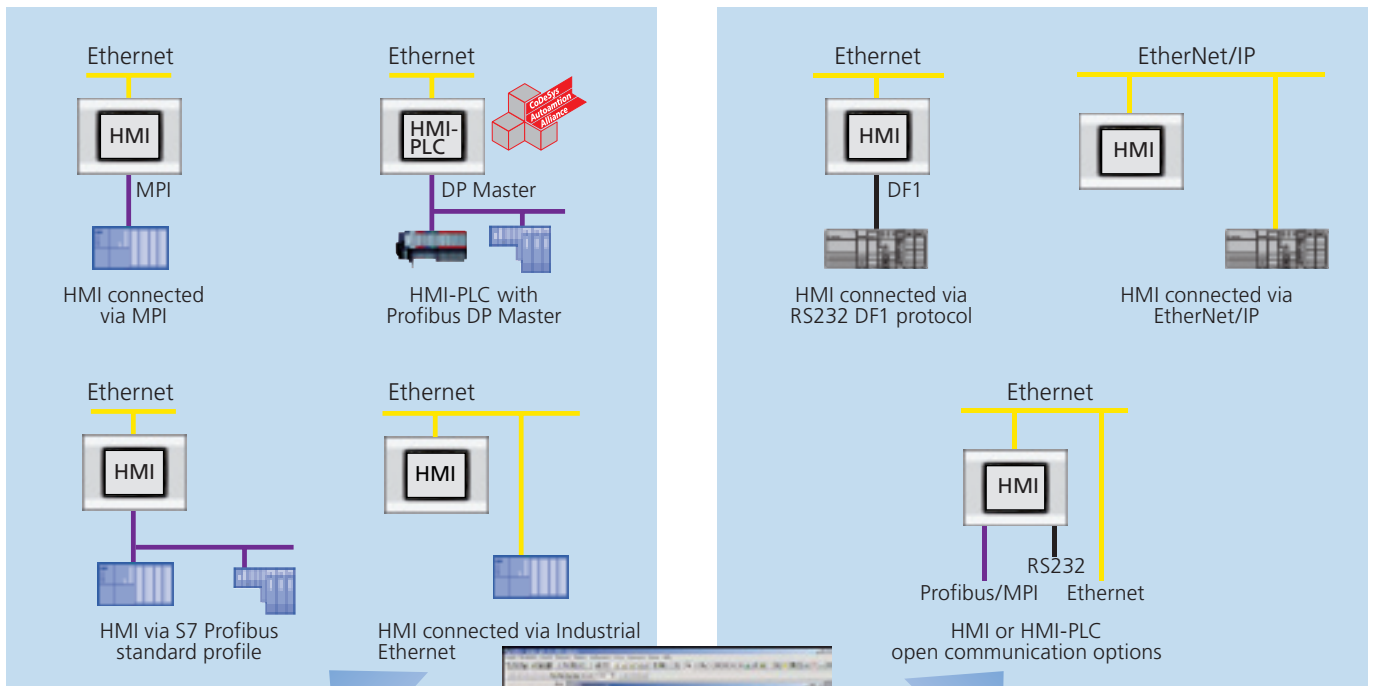 Ethernet
HMI
MPI
HMI connected
via MPI
Ethernet
HMI-
PLC
CoDeSys
Autoamtion
Alliance
DP Master
HMI-PLC with
Profibus DP Master
Ethernet
HMI
DF1
HMI connected via
RS232 DF1 protocol
EtherNet/IP
HMI
HMI connected via
EtherNet/IP
Ethernet
HMI
HMI via S7 Profibus
standard profile
Ethernet
HMI
HMI connected via Industrial
Ethernet
Ethernet
HMI
RS232
Profibus/MPI
Ethernet
HMI or HMI-PLC
open communication options